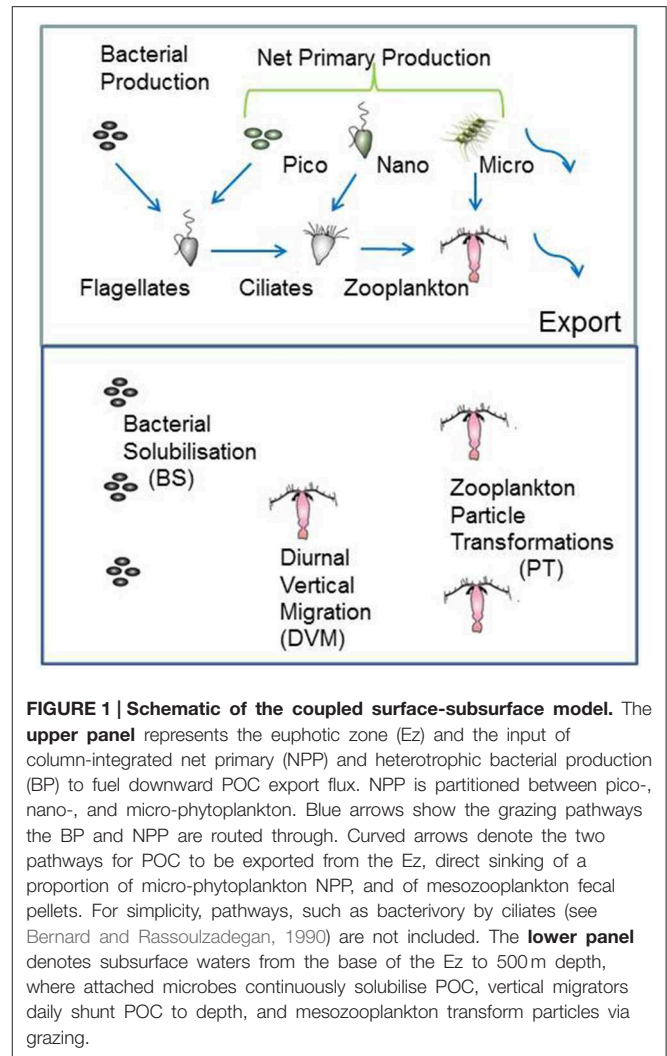 Bacterial
Production
Net Primary Production
Pico
Nano
Micro
Flagellates
Ciliates
Zooplankton
Export
Bacterial
Solubilisation
(BS)
Diurnal
Vertical
Migration
(DVM)
Zooplankton
Particle
Transformations
(PT)
FIGURE 1 | Schematic of the coupled surface-subsurface model. The
upper panel represents the euphotic zone (Ez) and the input of
column-integrated net primary (NPP) and heterotrophic bacterial production
(BP) to fuel downward POC export flux. NPP is partitioned between pico-,
nano-, and micro-phytoplankton. Blue arrows show the grazing pathways
the BP and NPP are routed through. Curved arrows denote the two
pathways for POC to be exported from the Ez, direct sinking of a
proportion of micro-phytoplankton NPP, and of mesozooplankton fecal
pellets. For simplicity, pathways, such as bacterivory by ciliates (see
Bernard and Rassoulzadegan, 1990) are not included. The lower panel
denotes subsurface waters from the base of the Ez to 500 m depth,
where attached microbes continuously solubilise POC, vertical migrators
daily shunt POC to depth, and mesozooplankton transform particles via
grazing.